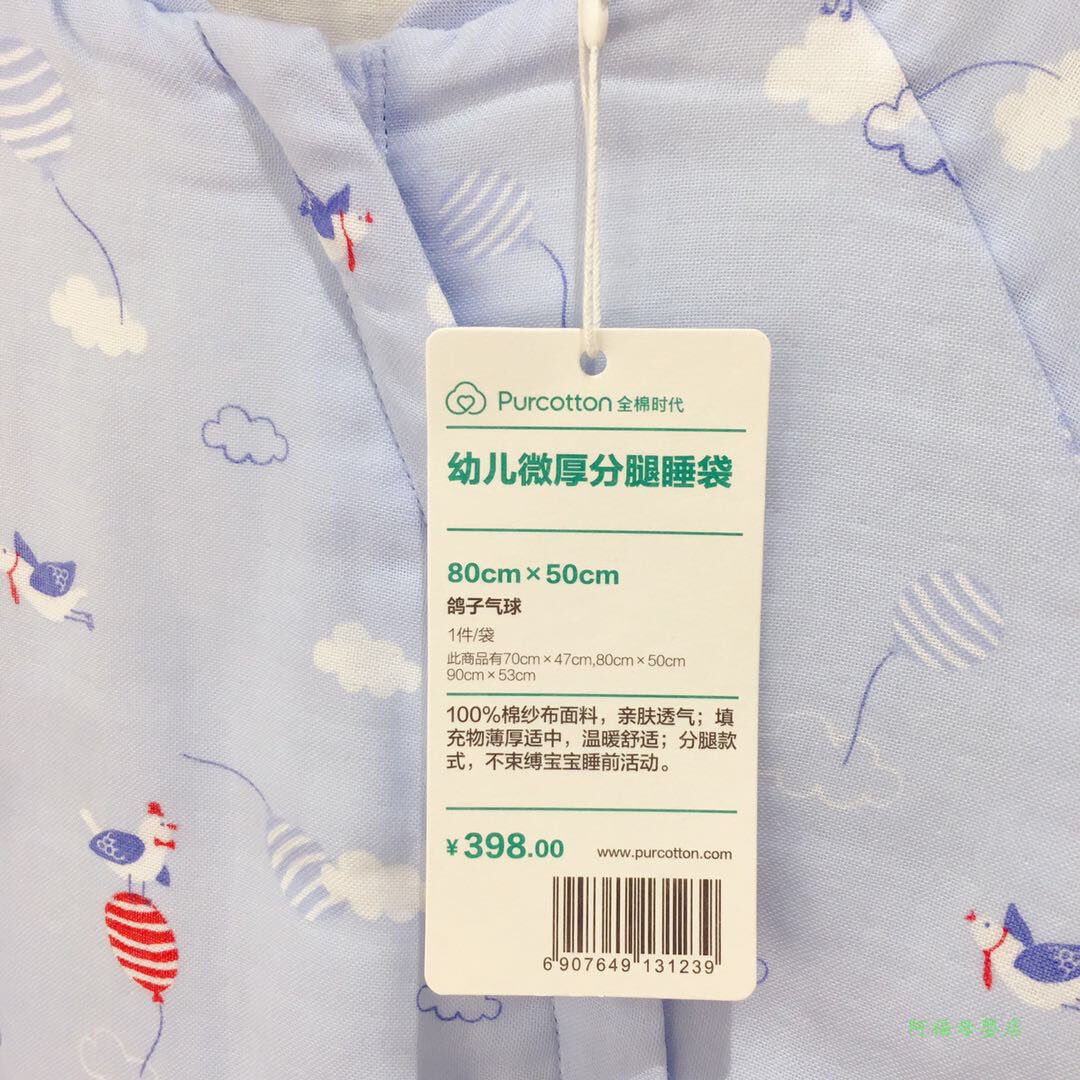 Purcotton 全棉时代
幼儿微厚分腿睡袋
80cm×50cm
鸽子气球
1件/袋
此商品有70cm×47cm,80cm×50cm
90cm×53cm
100%棉纱布面料，亲肤透气；填
充物薄厚适中，温暖舒适；分腿款
式，不束缚宝宝睡前活动。
¥398.00 www.purcotton.com
6 907649 131239